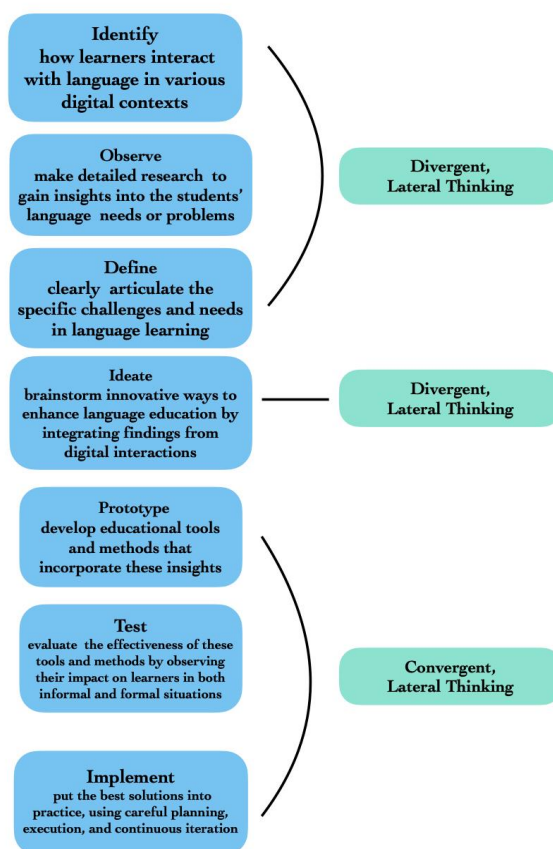 Identify
how learners interact
with language in various
digital contexts
Observe
make detailed research to
gain insights into the students'
language needs or problems
Divergent,
Lateral Thinking
Define
clearly articulate the
specific challenges and needs
in language learning
Ideate
brainstorm innovative ways to
enhance language education by
integrating findings from
digital interactions
Divergent,
Lateral Thinking
Prototype
develop educational tools
and methods that
incorporate these insights
Test
evaluate the effectiveness of these
tools and methods by observing
their impact on learners in both
informal and formal situations
Convergent,
Lateral Thinking
Implement
put the best solutions into
practice, using careful planning,
execution, and continuous iteration